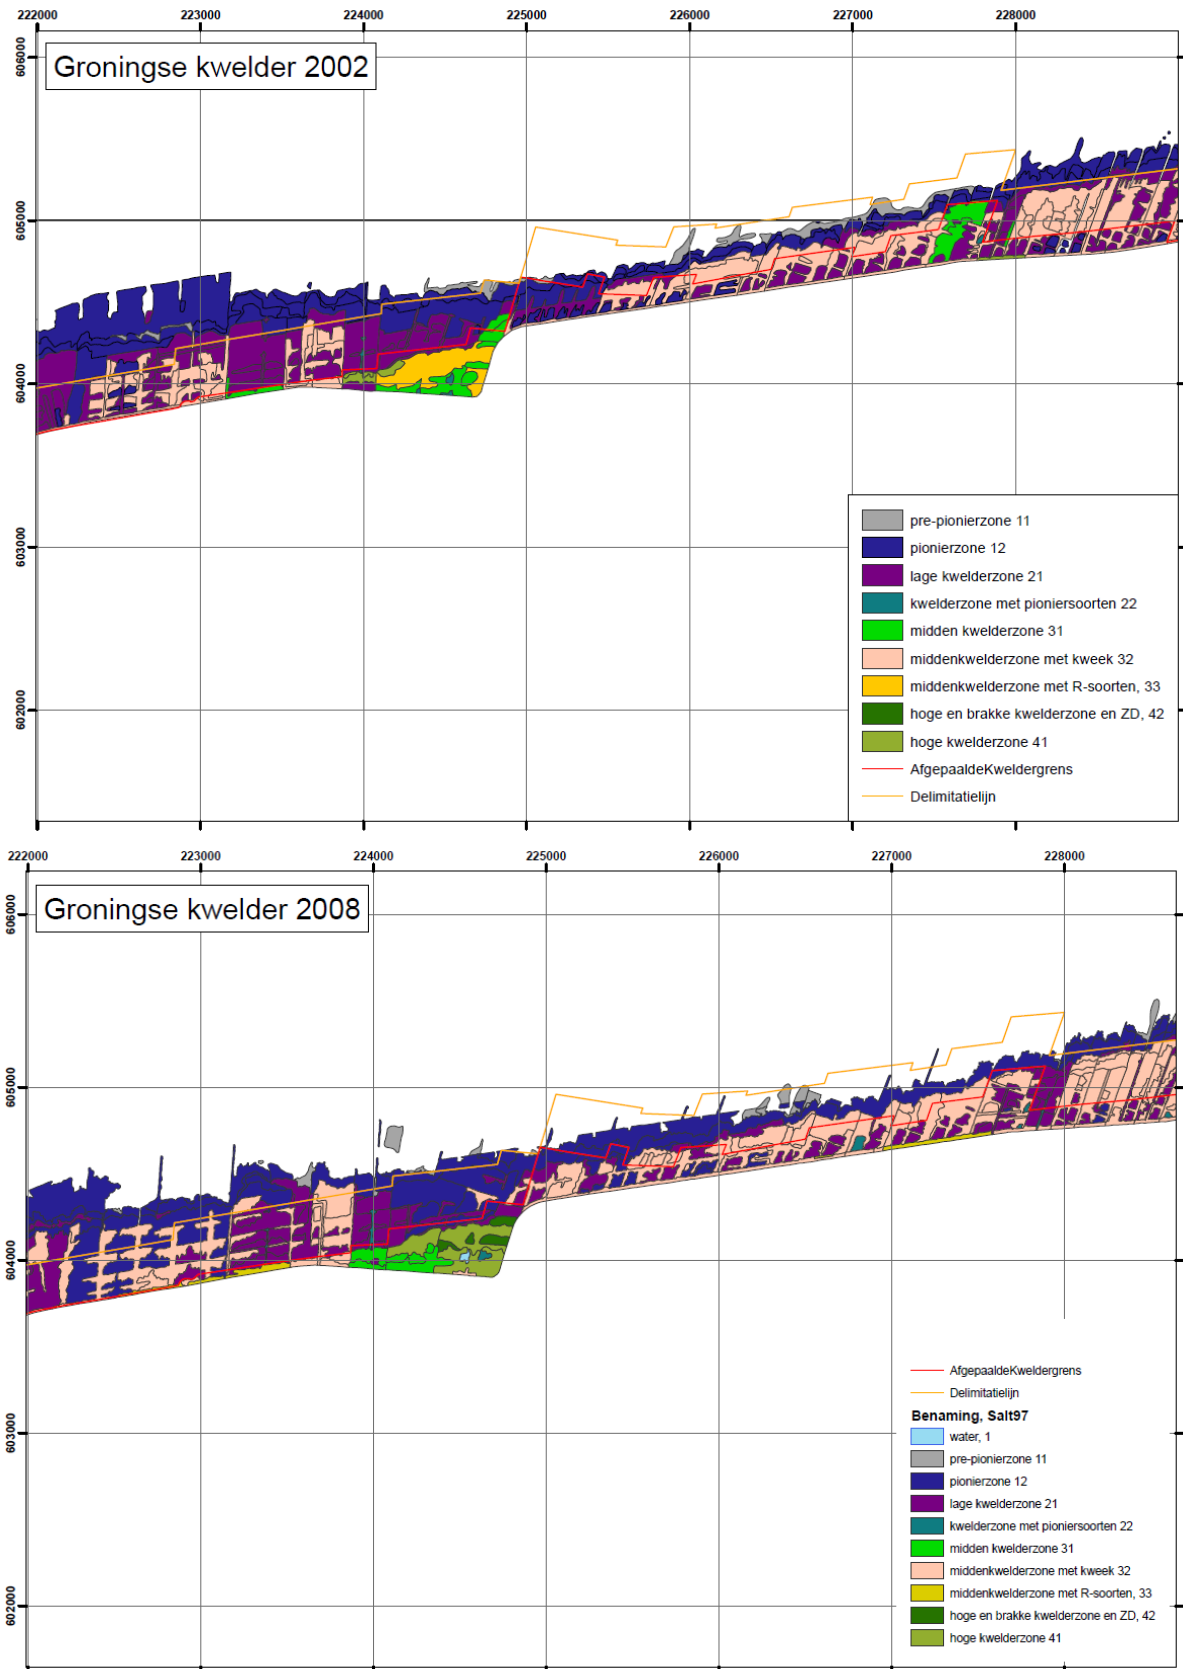 222000 223000 224000 225000 226000 227000 228000
Groningse kwelder 2002
606000
605000
604000
603000
602000
pre-pionierzone 11
pionierzone 12
lage kwelderzone 21
kwelderzone met pioniersoorten 22
midden kwelderzone 31
middenkwelderzone met kweek 32
middenkwelderzone met R-soorten, 33
hoge en brakke kwelderzone en ZD, 42
hoge kwelderzone 41
AfgepaaldeKweldergrens
Delimitatielijn
222000 223000 224000 225000 226000 227000 228000
Groningse kwelder 2008
606000
605000
604000
603000
602000
AfgepaaldeKweldergrens
Delimitatielijn
Benaming, Salt97
water, 1
pre-pionierzone 11
pionierzone 12
lage kwelderzone 21
kwelderzone met pioniersoorten 22
midden kwelderzone 31
middenkwelderzone met kweek 32
middenkwelderzone met R-soorten, 33
hoge en brakke kwelderzone en ZD, 42
hoge kwelderzone 41